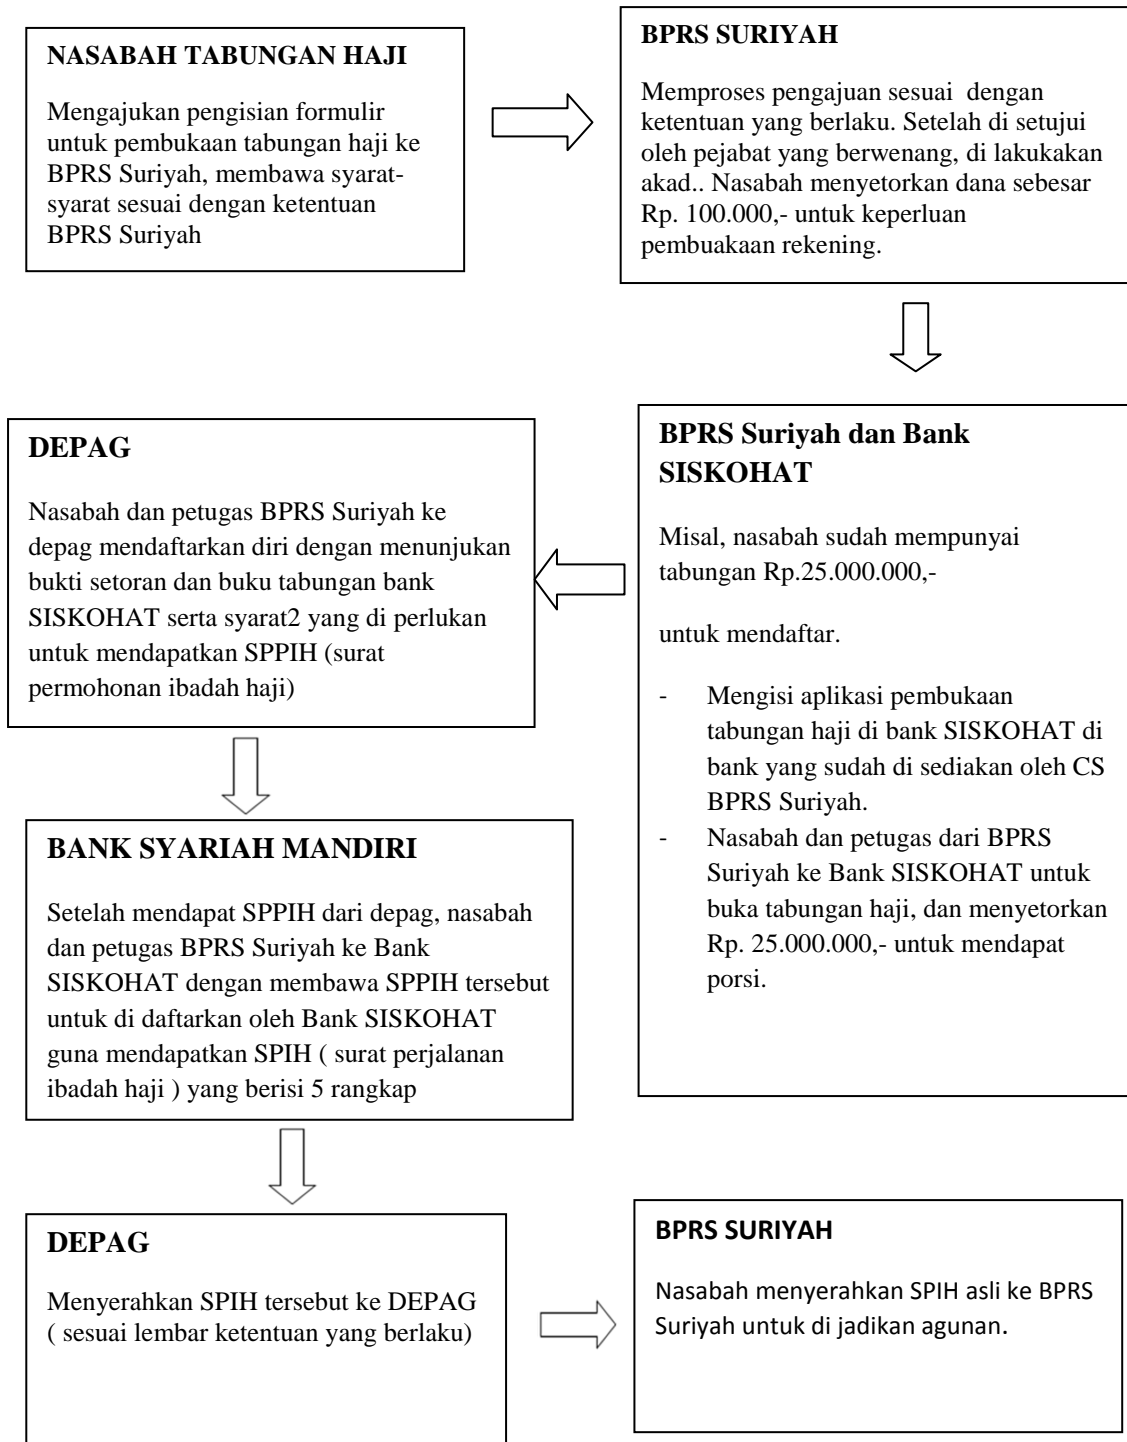 NASABAH TABUNGAN HAJI
Mengajukan pengisian formulir
untuk pembukaan tabungan haji ke
BPRS Suriyah, membawa syarat-
syarat sesuai dengan ketentuan
BPRS Suriyah
BPRS SURIYAH
Memproses pengajuan sesuai  dengan
ketentuan yang berlaku. Setelah di setujui
oleh pejabat yang berwenang, di lakukakan
akad.. Nasabah menyetorkan dana sebesar
Rp. 100.000,- untuk keperluan
pembuakaan rekening.
BPRS Suriyah dan Bank
SISKOHAT
Misal, nasabah sudah mempunyai
tabungan Rp.25.000.000,-
untuk mendaftar.
- Mengisi aplikasi pembukaan
tabungan haji di bank SISKOHAT di
bank yang sudah di sediakan oleh CS
BPRS Suriyah.
- Nasabah dan petugas dari BPRS
Suriyah ke Bank SISKOHAT untuk
buka tabungan haji, dan menyetorkan
Rp. 25.000.000,- untuk mendapat
porsi.
DEPAG
Nasabah dan petugas BPRS Suriyah ke
depag mendaftarkan diri dengan menunjukan
bukti setoran dan buku tabungan bank
SISKOHAT serta syarat2 yang di perlukan
untuk mendapatkan SPPIH (surat
permohonan ibadah haji)
BANK SYARIAH MANDIRI
Setelah mendapat SPPIH dari depag, nasabah
dan petugas BPRS Suriyah ke Bank
SISKOHAT dengan membawa SPPIH tersebut
untuk di daftarkan oleh Bank SISKOHAT
guna mendapatkan SPIH ( surat perjalanan
ibadah haji ) yang berisi 5 rangkap
DEPAG
Menyerahkan SPIH tersebut ke DEPAG
( sesuai lembar ketentuan yang berlaku)
BPRS SURIYAH
Nasabah menyerahkan SPIH asli ke BPRS
Suriyah untuk di jadikan agunan.